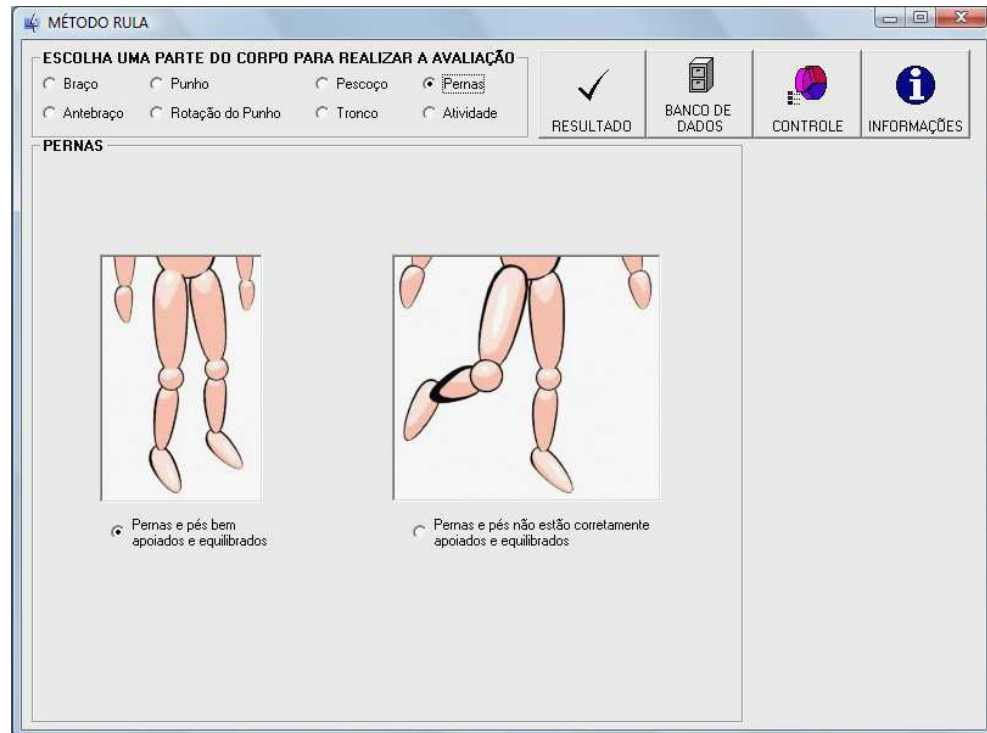 MÉTODO RULA
ESCOLHA UMA PARTE DO CORPO PARA REALIZAR A AVALIAÇÃO
Braço Punho Pescoço Pernas
Antebraço Rotação do Punho Tronco Atividade
RESULTADO
BANCO DE
DADOS
CONTROLE
INFORMAÇÕES
PERNAS
Pernas e pés bem
apoiados e equilibrados
Pernas e pés não estão corretamente
apoiados e equilibrados